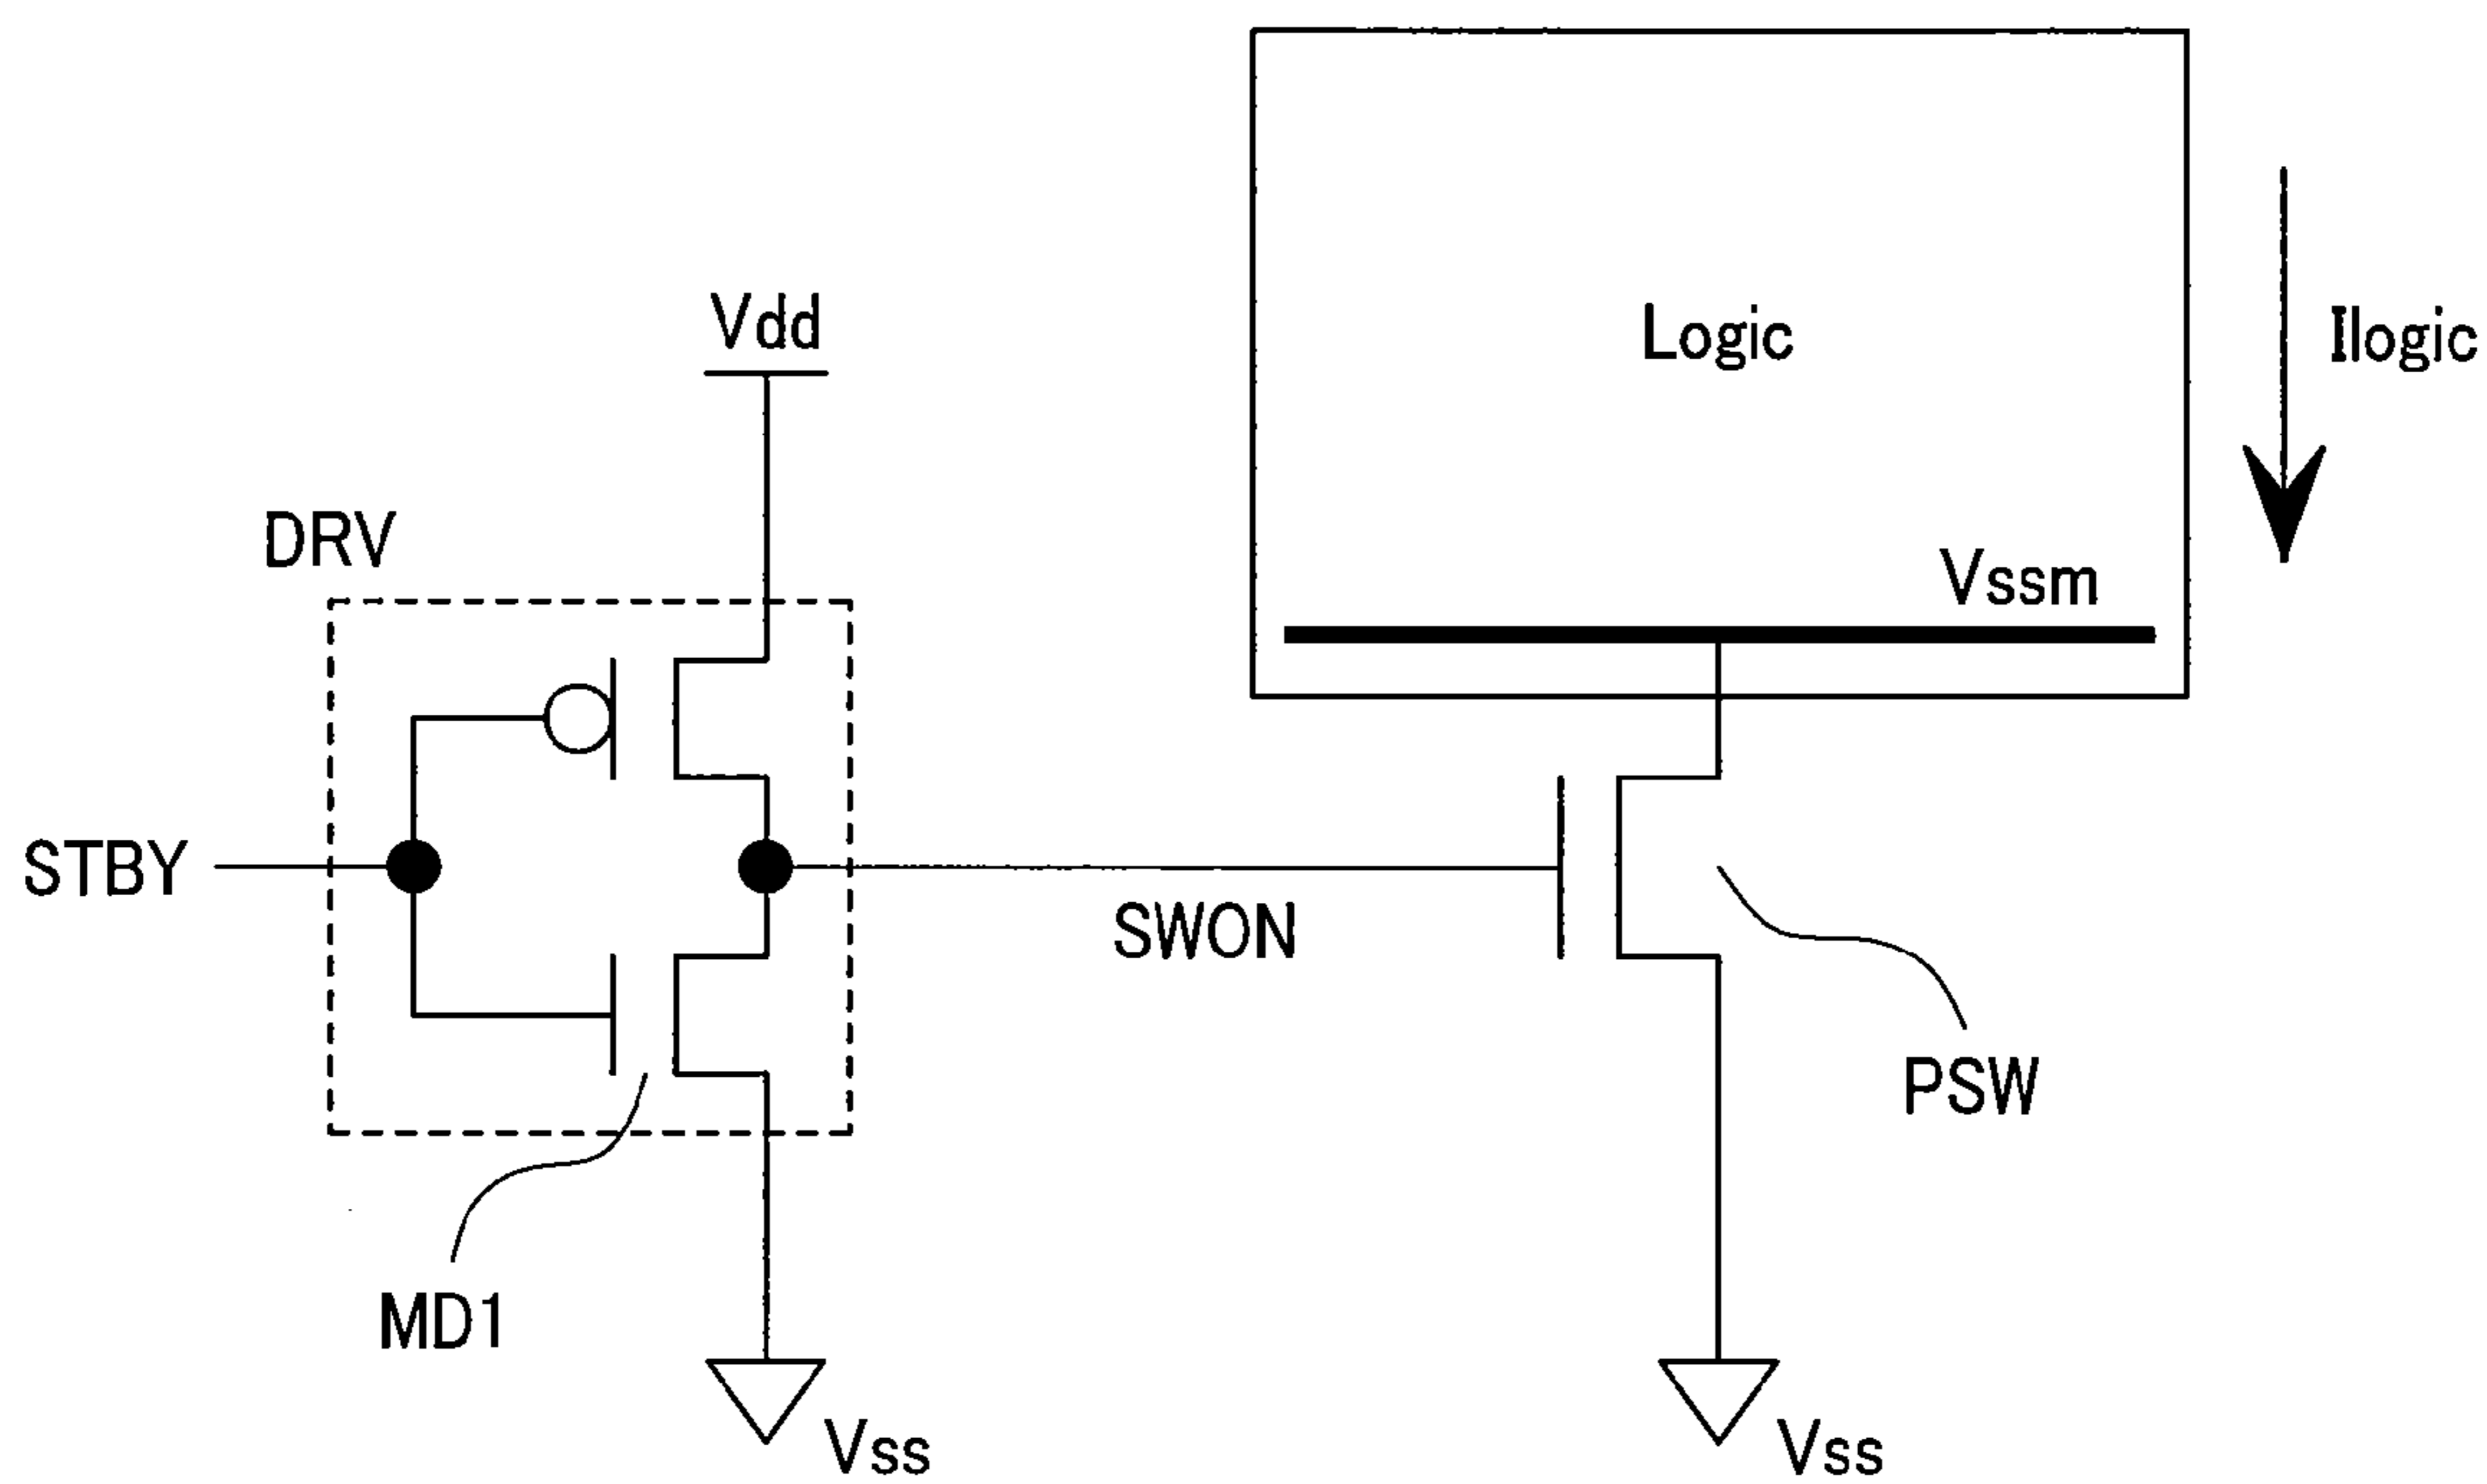 Vdd
Logic
Ilogic
DRV
Vssm
STBY
SWON
PSW
MD1
Vss
Vss